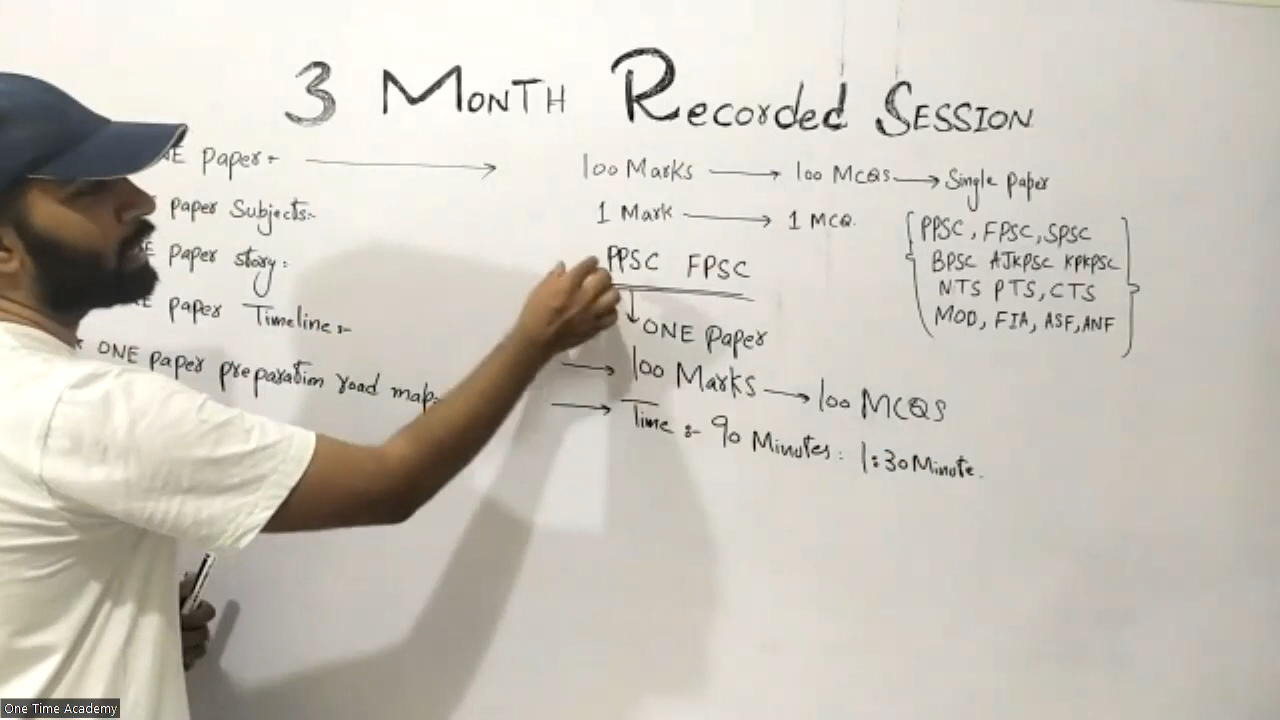 3 MONTH Recorded SESSION
NE paper:- → 100 Marks → 100 MCQS → Single paper
paper Subjects:- 1 Mark → 1 MCQ.
paper story: PPSC FPSC
{ PPSC, FPSC, SPSC
BPSC AJKPSC KPKPSC
NTS PTS, CTS
MOD, FIA, ASF, ANF }
paper Timeline:- ↓ ONE paper
* ONE paper preparation road map:- → 100 Marks → 100 MCQS
→ Time :- 90 Minutes: 1:30 Minute.
One Time Academy